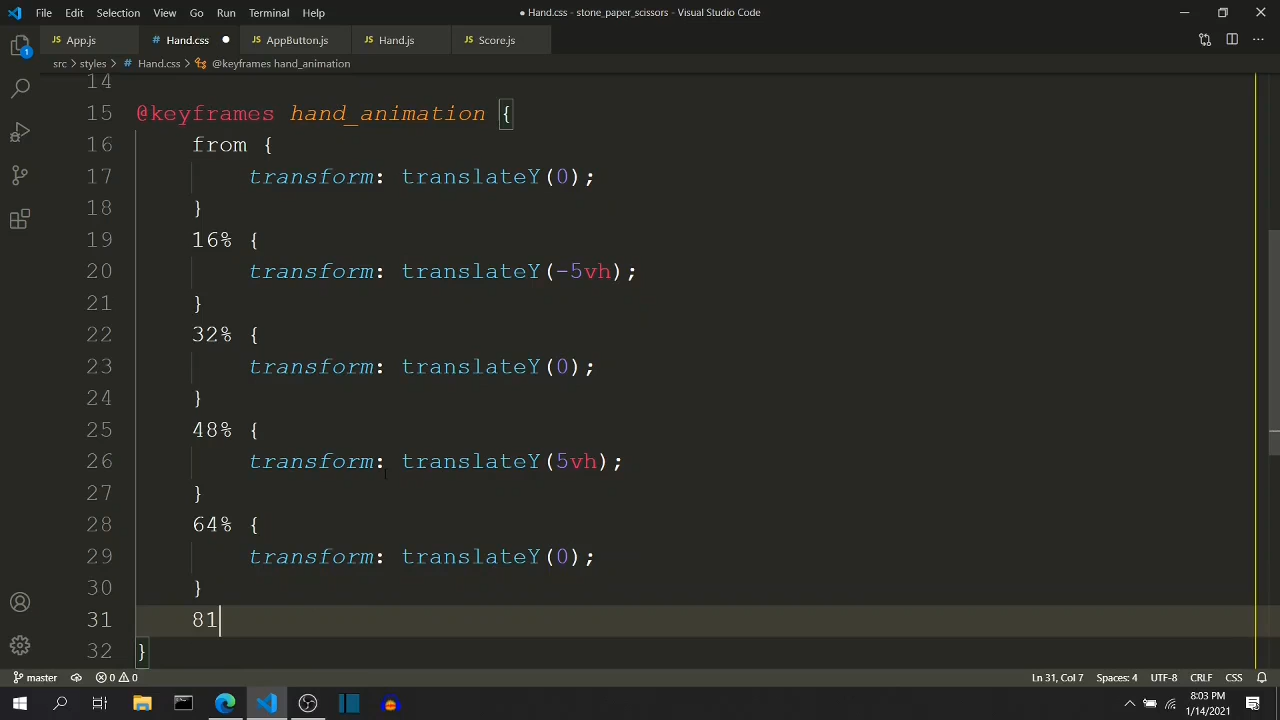 File Edit Selection View Go Run Terminal Help ● Hand.css - stone_paper_scissors - Visual Studio Code
App.js # Hand.css ● AppButton.js Hand.js Score.js
src > styles > # Hand.css > @keyframes hand_animation
1
14
15 @keyframes hand_animation {
16 from {
17 transform: translateY(0);
18 }
19 16% {
20 transform: translateY(-5vh);
21 }
22 32% {
23 transform: translateY(0);
24 }
25 48% {
26 transform: translateY(5vh);
27 }
28 64% {
29 transform: translateY(0);
30 }
31 81
32 }
master 0 0 Ln 31, Col 7 Spaces: 4 UTF-8 CRLF CSS
8:03 PM
1/14/2021